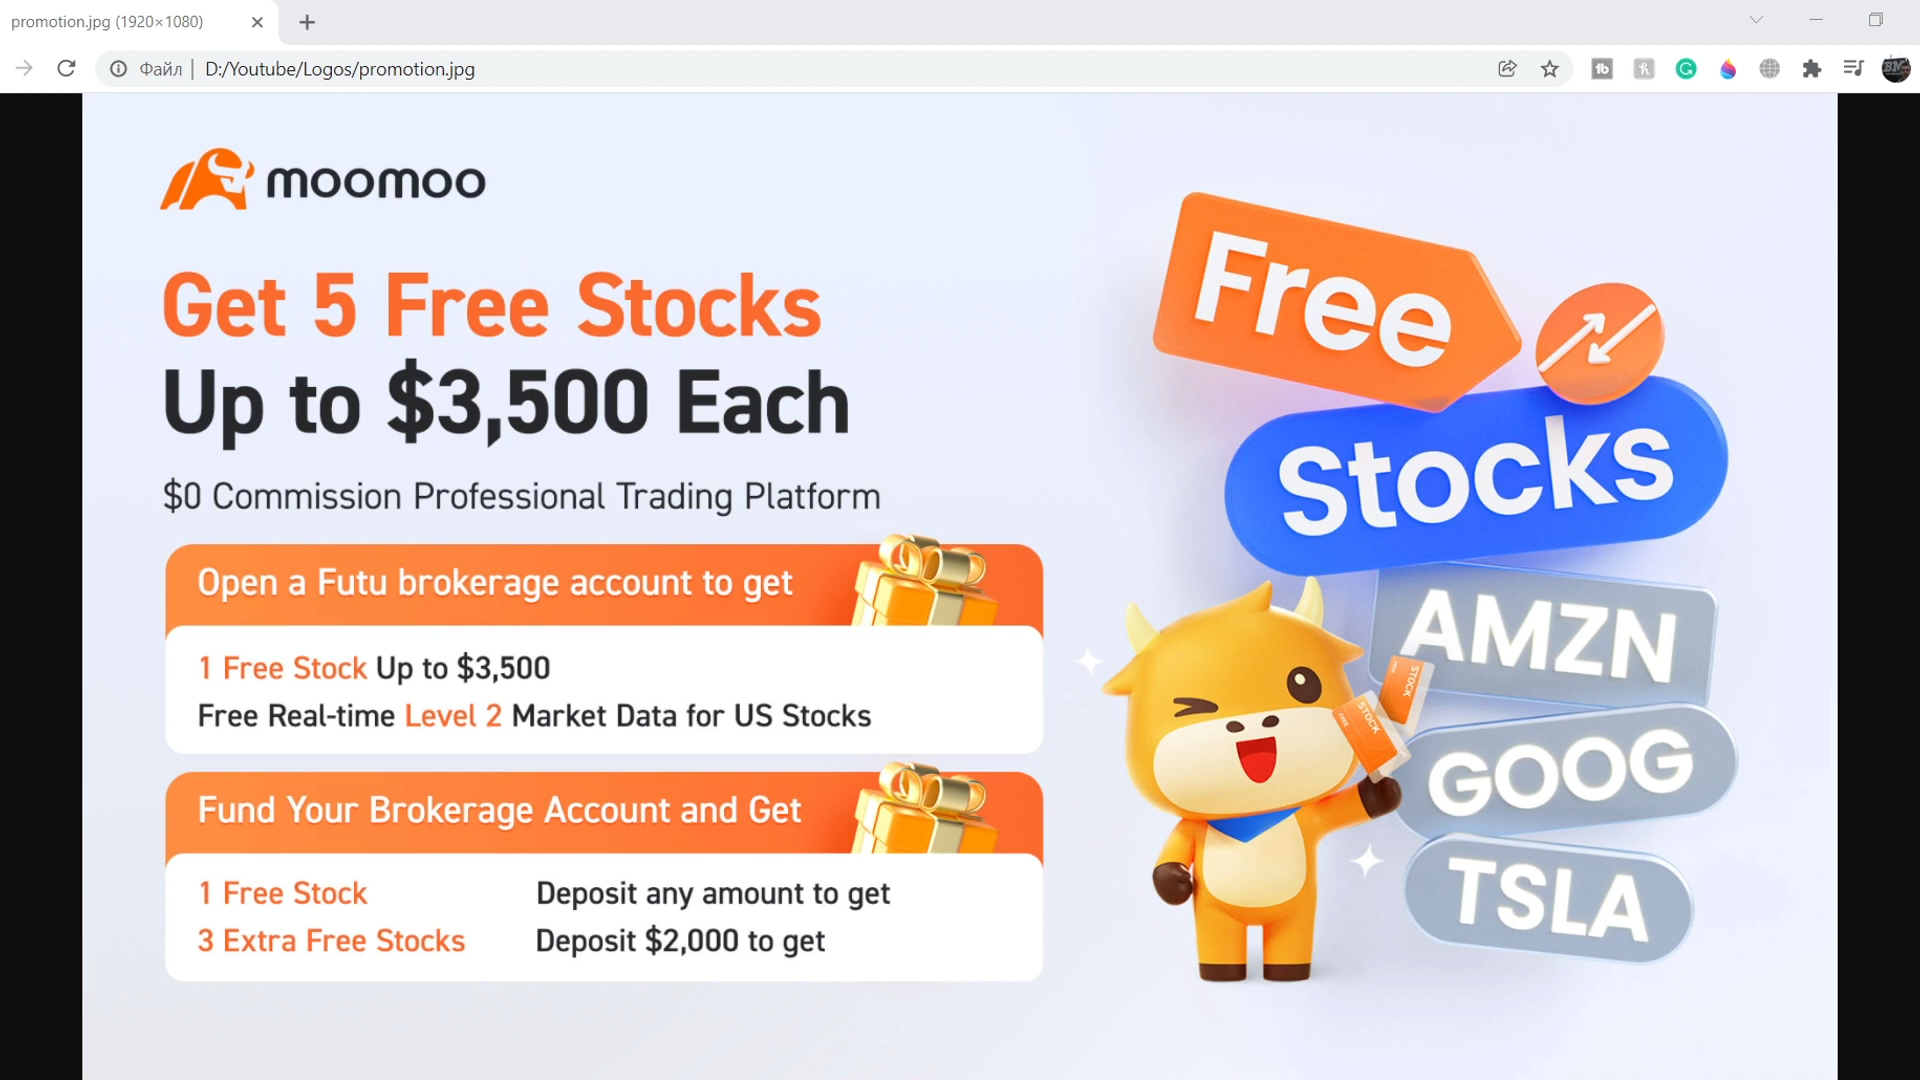 promotion.jpg (1920×1080)
Файл | D:/Youtube/Logos/promotion.jpg
moomoo
Get 5 Free Stocks
Up to $3,500 Each
$0 Commission Professional Trading Platform
Open a Futu brokerage account to get
1 Free Stock Up to $3,500
Free Real-time Level 2 Market Data for US Stocks
Fund Your Brokerage Account and Get
1 Free Stock Deposit any amount to get
3 Extra Free Stocks Deposit $2,000 to get
Free
Stocks
AMZN
GOOG
TSLA
STOCK
STOCK